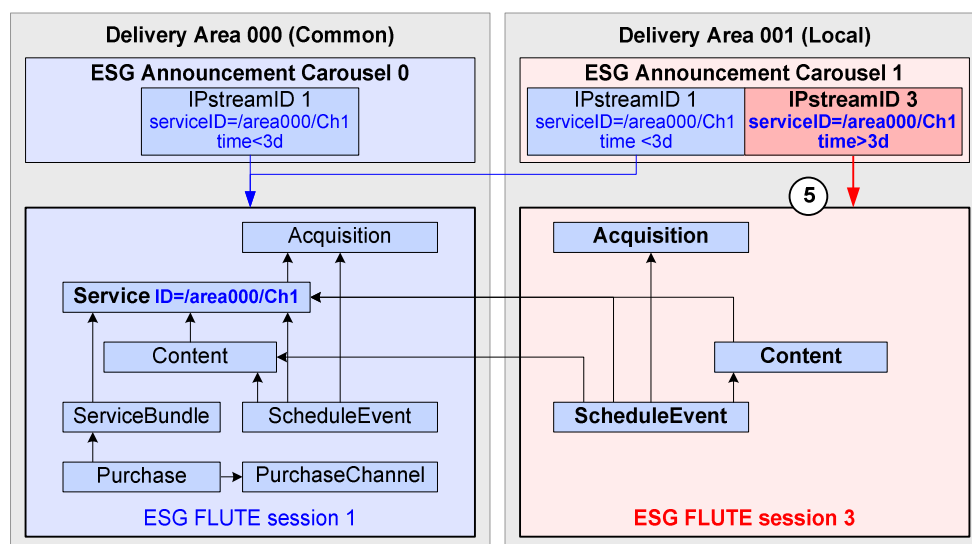 Delivery Area 000 (Common)
ESG Announcement Carousel 0
IPstreamID 1
serviceID=/area000/Ch1
time<3d
Acquisition
Service ID=/area000/Ch1
Content
ServiceBundle
ScheduleEvent
Purchase
PurchaseChannel
ESG FLUTE session 1
Delivery Area 001 (Local)
ESG Announcement Carousel 1
IPstreamID 1
serviceID=/area000/Ch1
time <3d
IPstreamID 3
serviceID=/area000/Ch1
time>3d
5
Acquisition
Content
ScheduleEvent
ESG FLUTE session 3